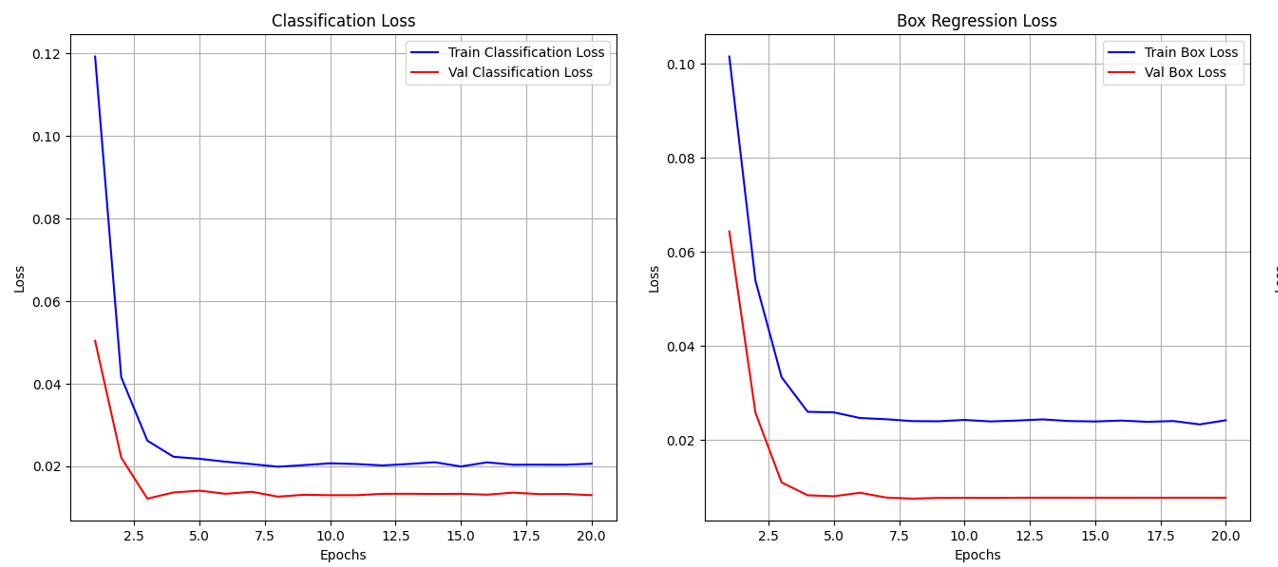 Classification Loss
Train Classification Loss
Val Classification Loss
0.12
0.10
0.08
0.06
0.04
0.02
Loss
2.5 5.0 7.5 10.0 12.5 15.0 17.5 20.0
Epochs
Box Regression Loss
Train Box Loss
Val Box Loss
0.10
0.08
0.06
0.04
0.02
Loss
2.5 5.0 7.5 10.0 12.5 15.0 17.5 20.0
Epochs